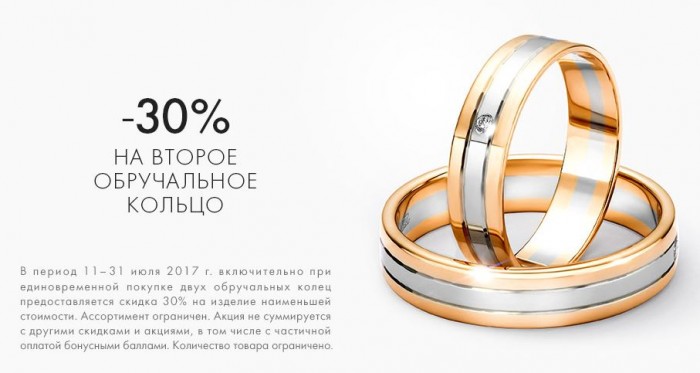 -30%
НА ВТОРОЕ
ОБРУЧАЛЬНОЕ
КОЛЬЦО
В период 11–31 июля 2017 г. включительно при
единовременной покупке двух обручальных колец
предоставляется скидка 30% на изделие наименьшей
стоимости. Ассортимент ограничен. Акция не суммируется
с другими скидками и акциями, в том числе с частичной
оплатой бонусными баллами. Количество товара ограничено.